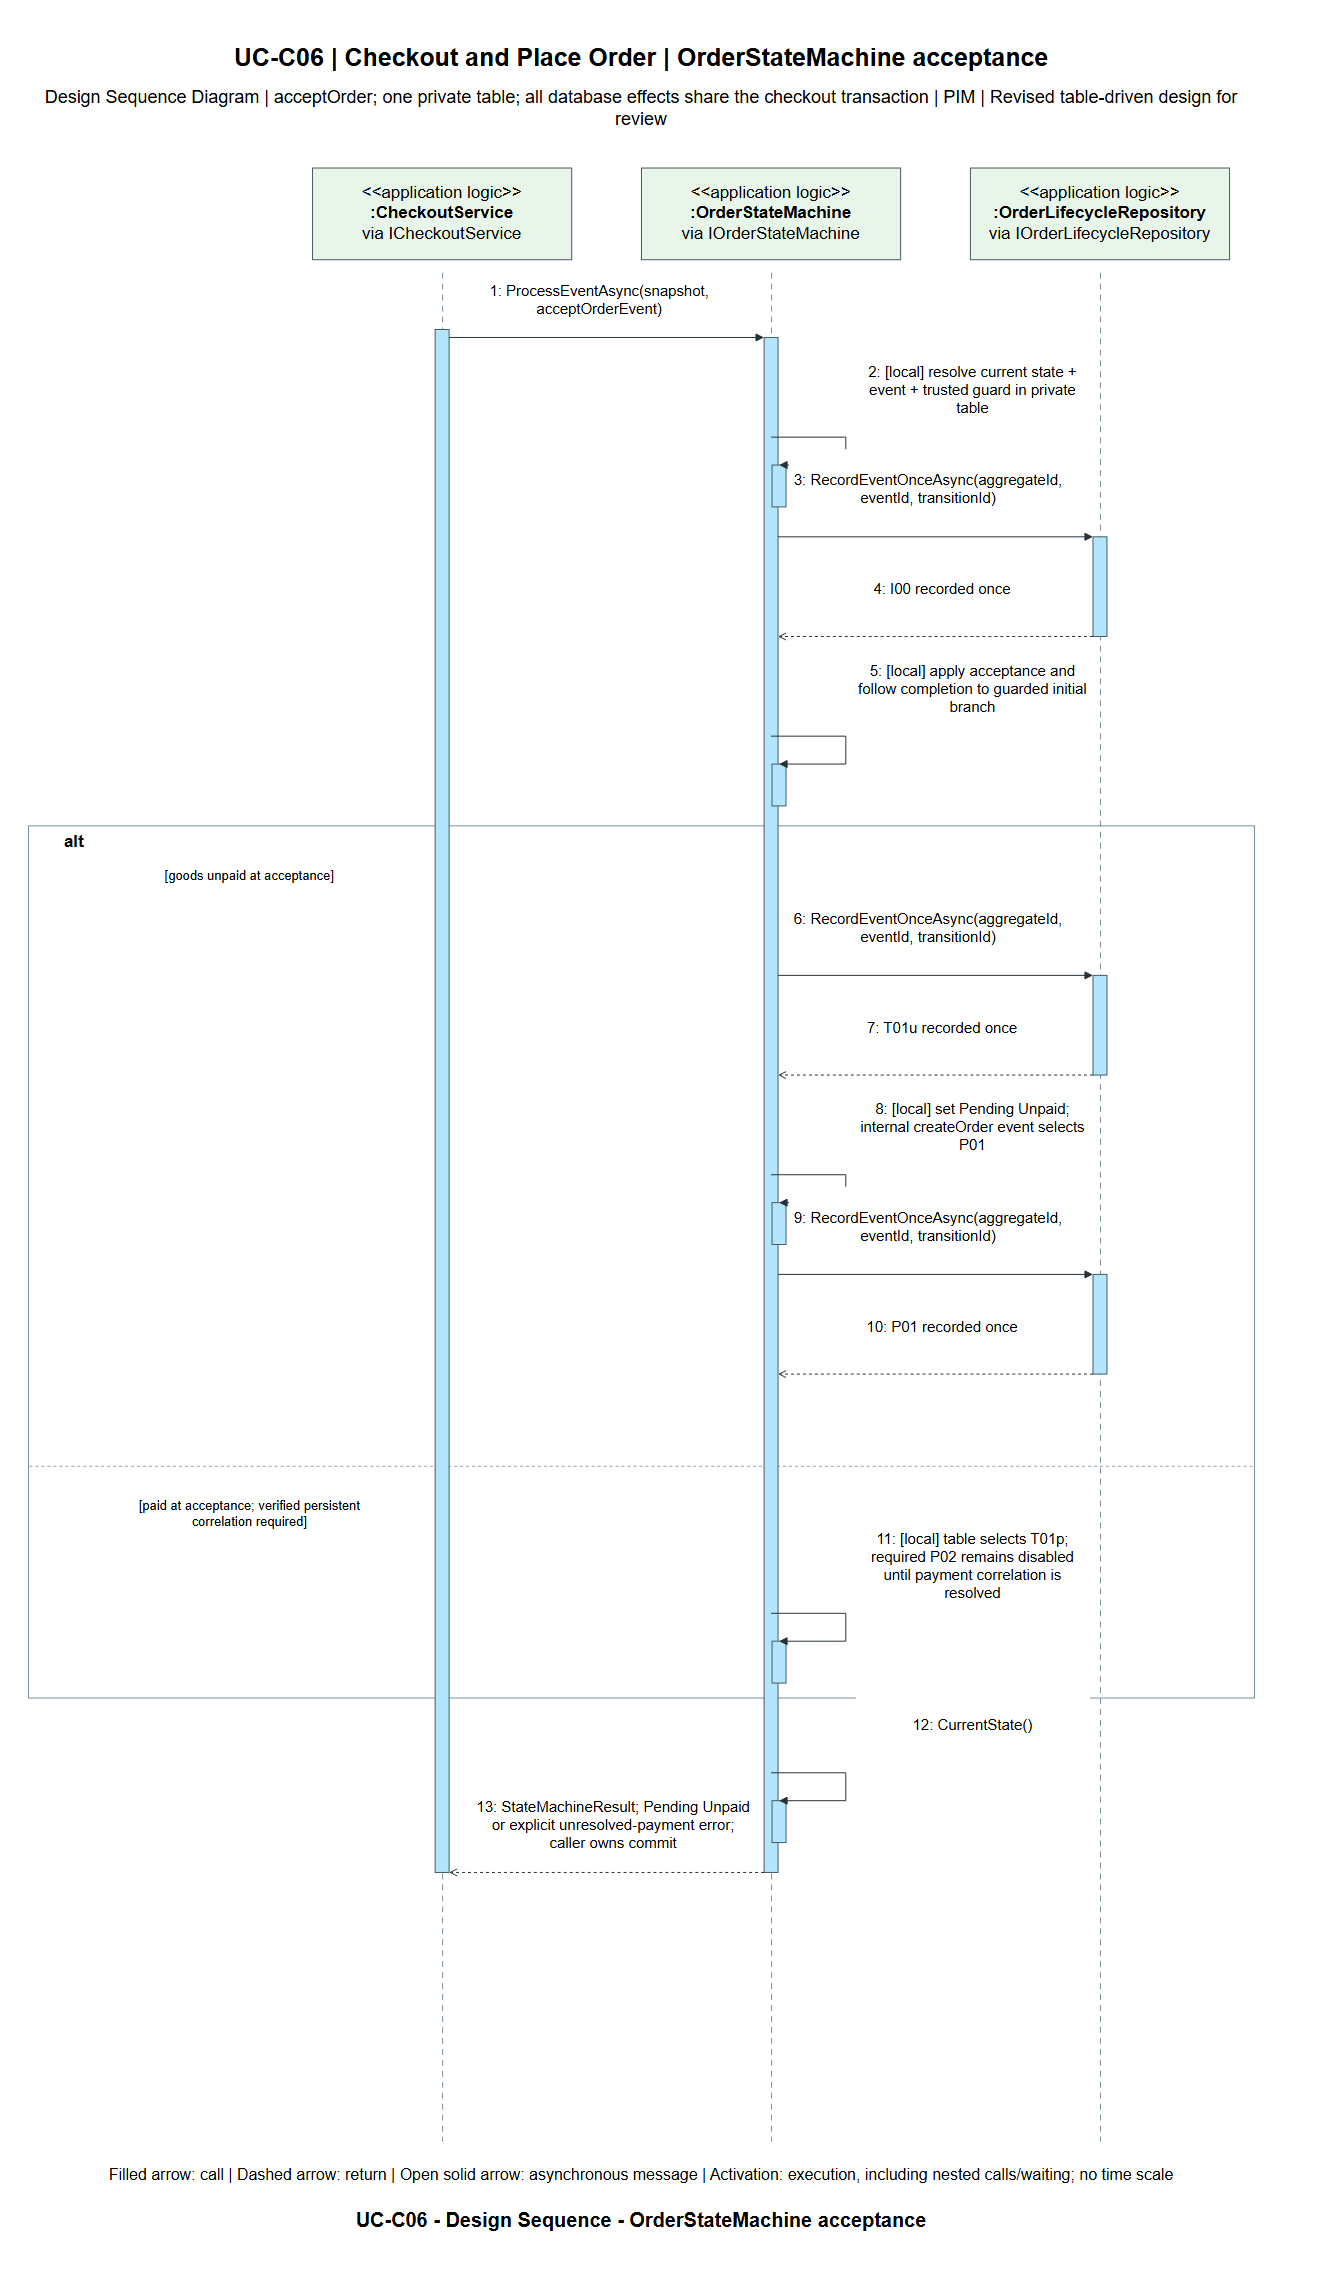 UC-C06 | Checkout and Place Order | OrderStateMachine acceptance
Design Sequence Diagram | acceptOrder; one private table; all database effects share the checkout transaction | PIM | Revised table-driven design for
review
<<application logic>>
:CheckoutService
via ICheckoutService
<<application logic>>
:OrderStateMachine
via IOrderStateMachine
<<application logic>>
:OrderLifecycleRepository
via IOrderLifecycleRepository
1: ProcessEventAsync(snapshot,
acceptOrderEvent)
2: [local] resolve current state +
event + trusted guard in private
table
3: RecordEventOnceAsync(aggregateId,
eventId, transitionId)
4: I00 recorded once
5: [local] apply acceptance and
follow completion to guarded initial
branch
alt
[goods unpaid at acceptance]
6: RecordEventOnceAsync(aggregateId,
eventId, transitionId)
7: T01u recorded once
8: [local] set Pending Unpaid;
internal createOrder event selects
P01
9: RecordEventOnceAsync(aggregateId,
eventId, transitionId)
10: P01 recorded once
[paid at acceptance; verified persistent
correlation required]
11: [local] table selects T01p;
required P02 remains disabled
until payment correlation is
resolved
12: CurrentState()
13: StateMachineResult; Pending Unpaid
or explicit unresolved-payment error;
caller owns commit
Filled arrow: call | Dashed arrow: return | Open solid arrow: asynchronous message | Activation: execution, including nested calls/waiting; no time scale
UC-C06 - Design Sequence - OrderStateMachine acceptance